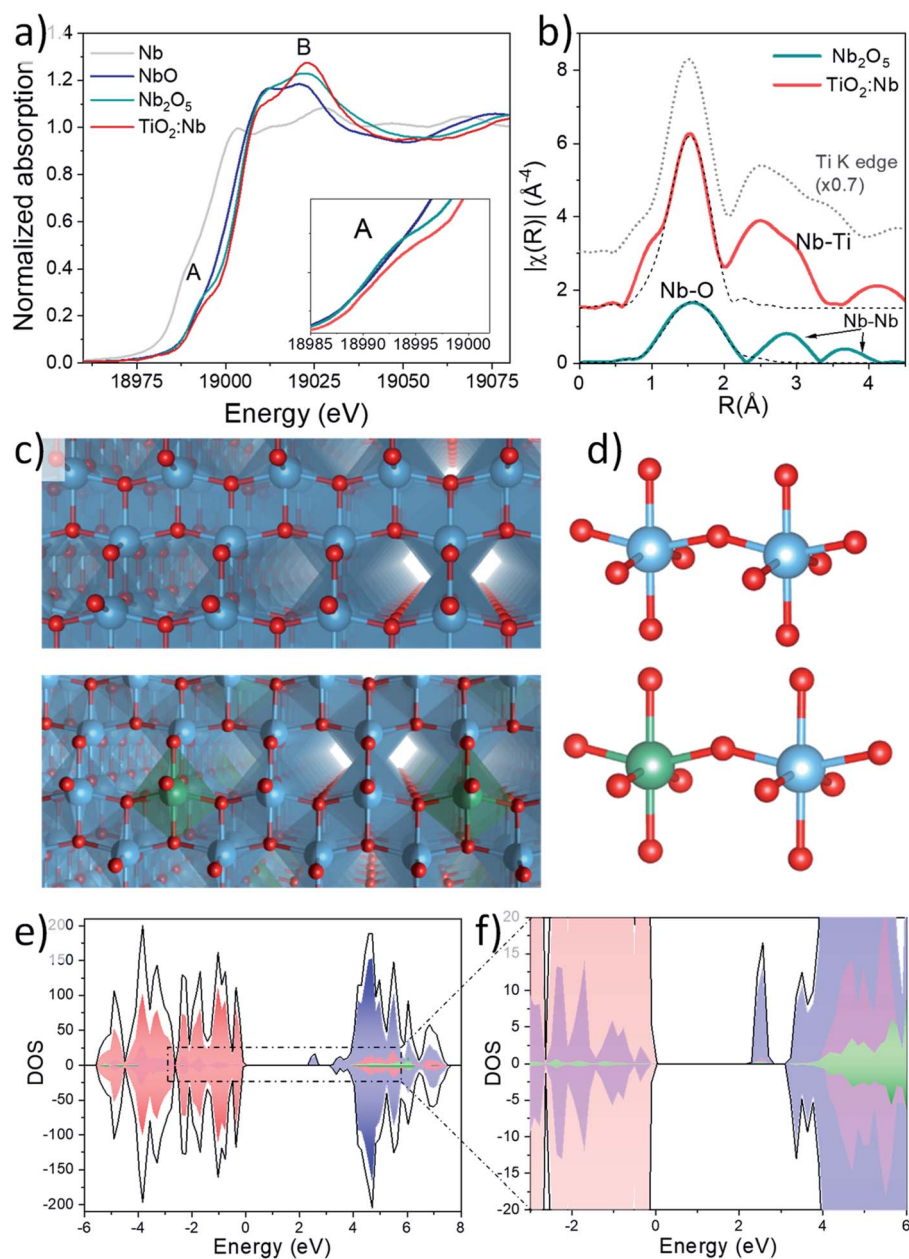 a)
Normalized absorption
1.4
1.2
1.0
0.8
0.6
0.4
0.2
0.0
Nb
NbO
Nb₂O₅
TiO₂:Nb
B
A
A
18985 18990 18995 19000
18975 19000 19025 19050 19080
Energy (eV)
b)
|χ(R)| (Å⁻⁴)
8
6
4
2
0
Nb₂O₅
TiO₂:Nb
Ti K edge
(x0.7)
Nb-Ti
Nb-O
Nb-Nb
0 1 2 3 4
R(Å)
c)
d)
e)
DOS
200
150
100
50
0
-50
-100
-150
-200
-6 -4 -2 0 2 4 6 8
Energy (eV)
f)
DOS
20
15
10
5
0
-5
-10
-15
-20
-2 0 2 4 6
Energy (eV)